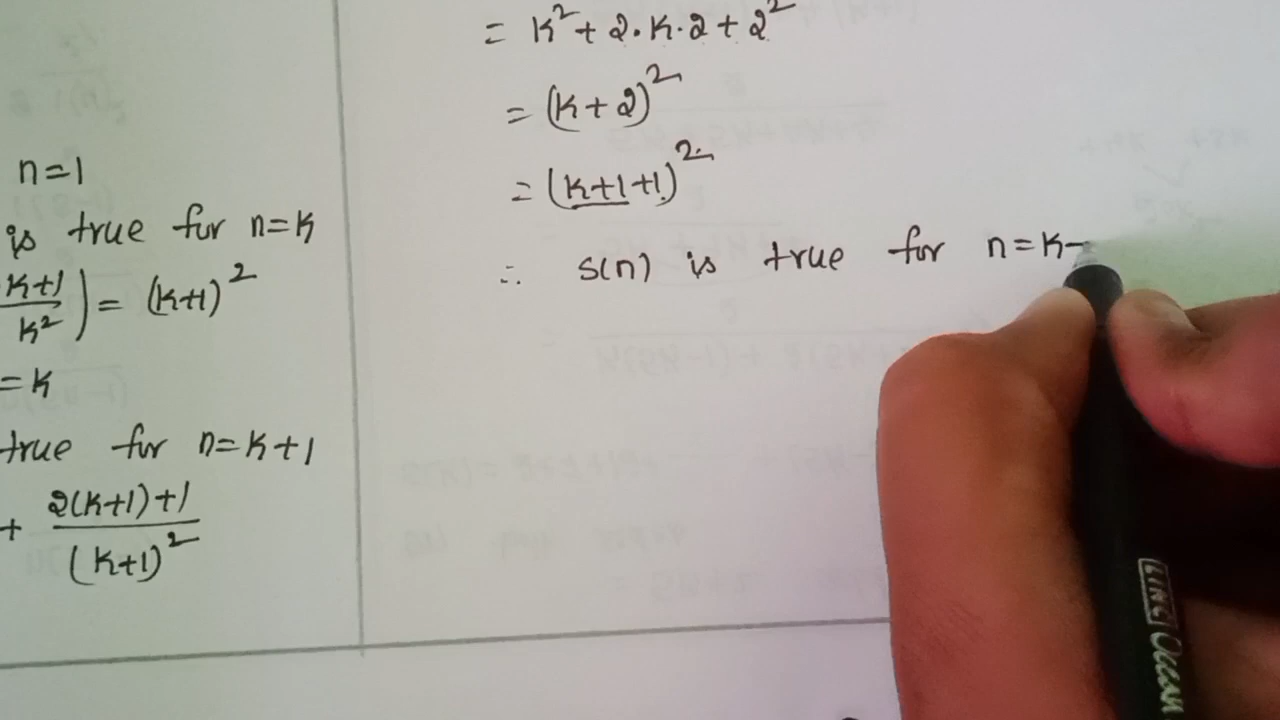 n=1
is true for n=k
k+1/k²) = (k+1)²
=k
true for n=k+1
+ 2(k+1)+1/(k+1)²
= k²+2·k·2+2²
= (k+2)²
= (k+1+1)²
∴ S(n) is true for n=k-
LINC Ocean